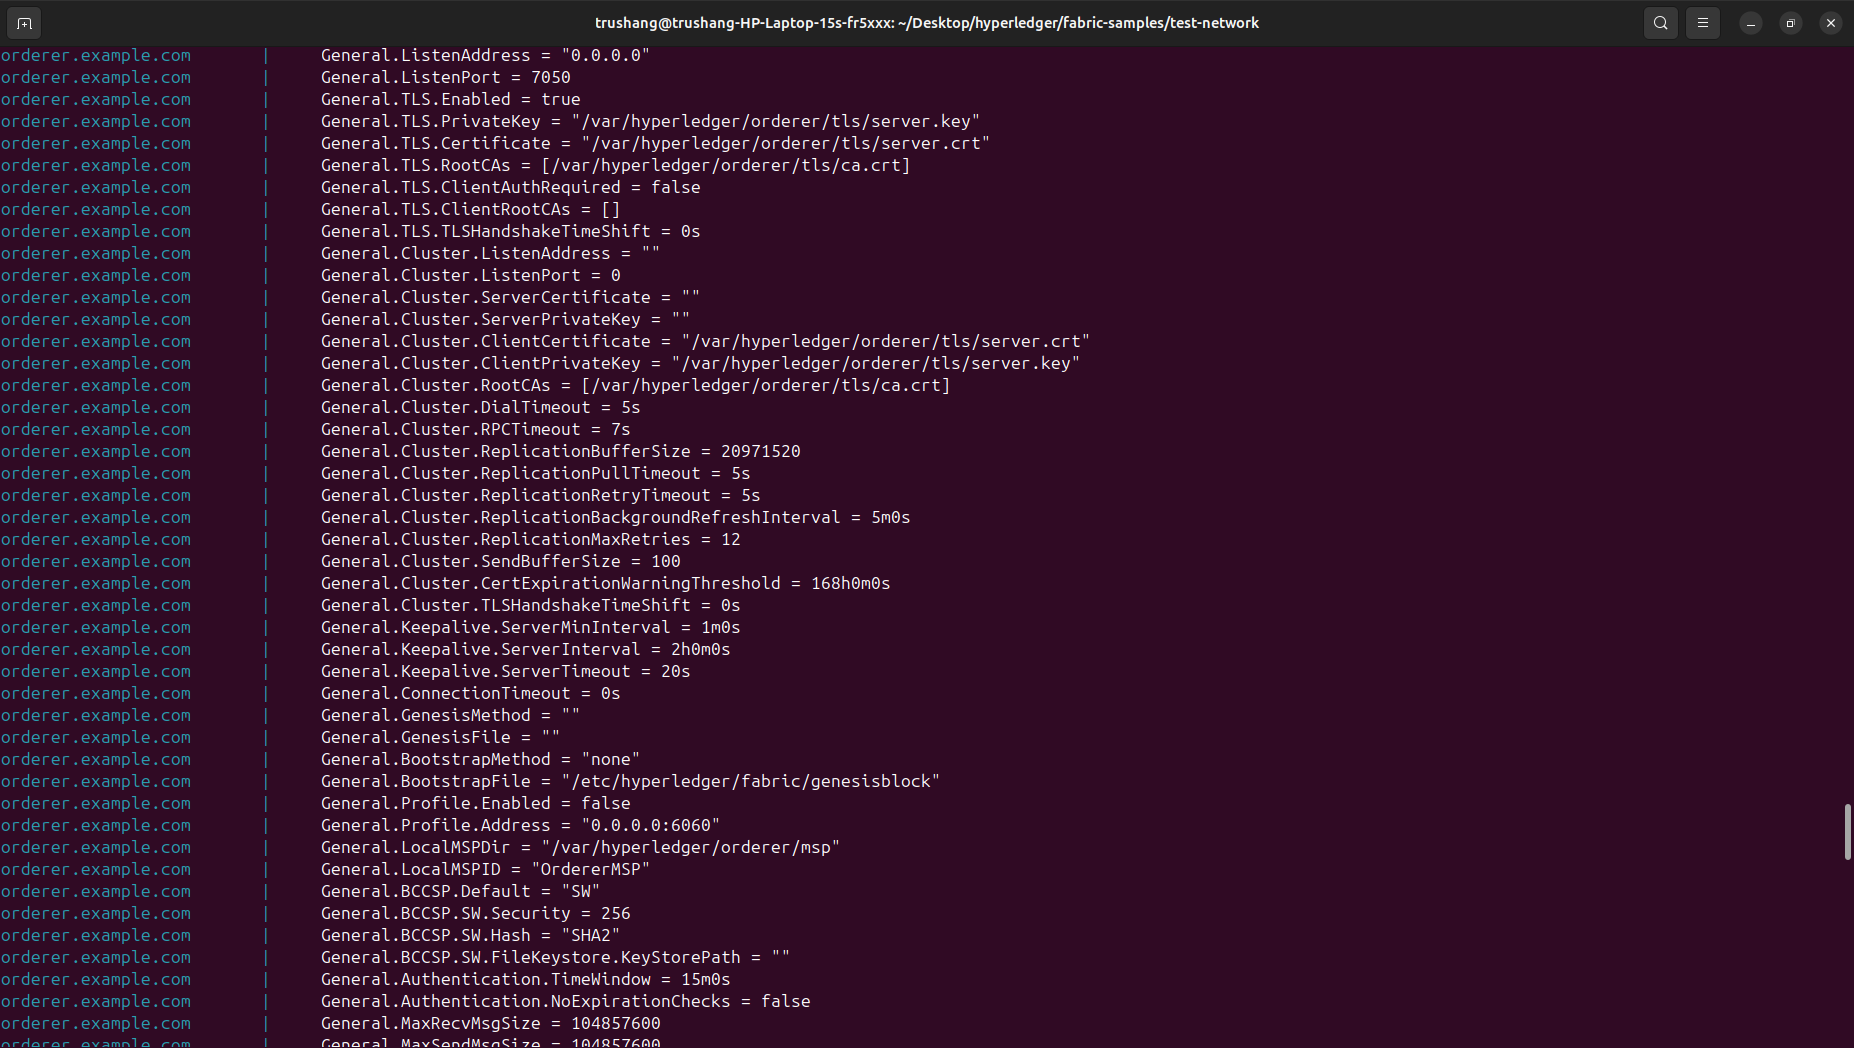 trushang@trushang-HP-Laptop-15s-fr5xxx: ~/Desktop/hyperledger/fabric-samples/test-network
orderer.example.com | General.ListenAddress = "0.0.0.0"
orderer.example.com | General.ListenPort = 7050
orderer.example.com | General.TLS.Enabled = true
orderer.example.com | General.TLS.PrivateKey = "/var/hyperledger/orderer/tls/server.key"
orderer.example.com | General.TLS.Certificate = "/var/hyperledger/orderer/tls/server.crt"
orderer.example.com | General.TLS.RootCAs = [/var/hyperledger/orderer/tls/ca.crt]
orderer.example.com | General.TLS.ClientAuthRequired = false
orderer.example.com | General.TLS.ClientRootCAs = []
orderer.example.com | General.TLS.TLSHandshakeTimeShift = 0s
orderer.example.com | General.Cluster.ListenAddress = ""
orderer.example.com | General.Cluster.ListenPort = 0
orderer.example.com | General.Cluster.ServerCertificate = ""
orderer.example.com | General.Cluster.ServerPrivateKey = ""
orderer.example.com | General.Cluster.ClientCertificate = "/var/hyperledger/orderer/tls/server.crt"
orderer.example.com | General.Cluster.ClientPrivateKey = "/var/hyperledger/orderer/tls/server.key"
orderer.example.com | General.Cluster.RootCAs = [/var/hyperledger/orderer/tls/ca.crt]
orderer.example.com | General.Cluster.DialTimeout = 5s
orderer.example.com | General.Cluster.RPCTimeout = 7s
orderer.example.com | General.Cluster.ReplicationBufferSize = 20971520
orderer.example.com | General.Cluster.ReplicationPullTimeout = 5s
orderer.example.com | General.Cluster.ReplicationRetryTimeout = 5s
orderer.example.com | General.Cluster.ReplicationBackgroundRefreshInterval = 5m0s
orderer.example.com | General.Cluster.ReplicationMaxRetries = 12
orderer.example.com | General.Cluster.SendBufferSize = 100
orderer.example.com | General.Cluster.CertExpirationWarningThreshold = 168h0m0s
orderer.example.com | General.Cluster.TLSHandshakeTimeShift = 0s
orderer.example.com | General.Keepalive.ServerMinInterval = 1m0s
orderer.example.com | General.Keepalive.ServerInterval = 2h0m0s
orderer.example.com | General.Keepalive.ServerTimeout = 20s
orderer.example.com | General.ConnectionTimeout = 0s
orderer.example.com | General.GenesisMethod = ""
orderer.example.com | General.GenesisFile = ""
orderer.example.com | General.BootstrapMethod = "none"
orderer.example.com | General.BootstrapFile = "/etc/hyperledger/fabric/genesisblock"
orderer.example.com | General.Profile.Enabled = false
orderer.example.com | General.Profile.Address = "0.0.0.0:6060"
orderer.example.com | General.LocalMSPDir = "/var/hyperledger/orderer/msp"
orderer.example.com | General.LocalMSPID = "OrdererMSP"
orderer.example.com | General.BCCSP.Default = "SW"
orderer.example.com | General.BCCSP.SW.Security = 256
orderer.example.com | General.BCCSP.SW.Hash = "SHA2"
orderer.example.com | General.BCCSP.SW.FileKeystore.KeyStorePath = ""
orderer.example.com | General.Authentication.TimeWindow = 15m0s
orderer.example.com | General.Authentication.NoExpirationChecks = false
orderer.example.com | General.MaxRecvMsgSize = 104857600
orderer.example.com | General.MaxSendMsgSize = 104857600